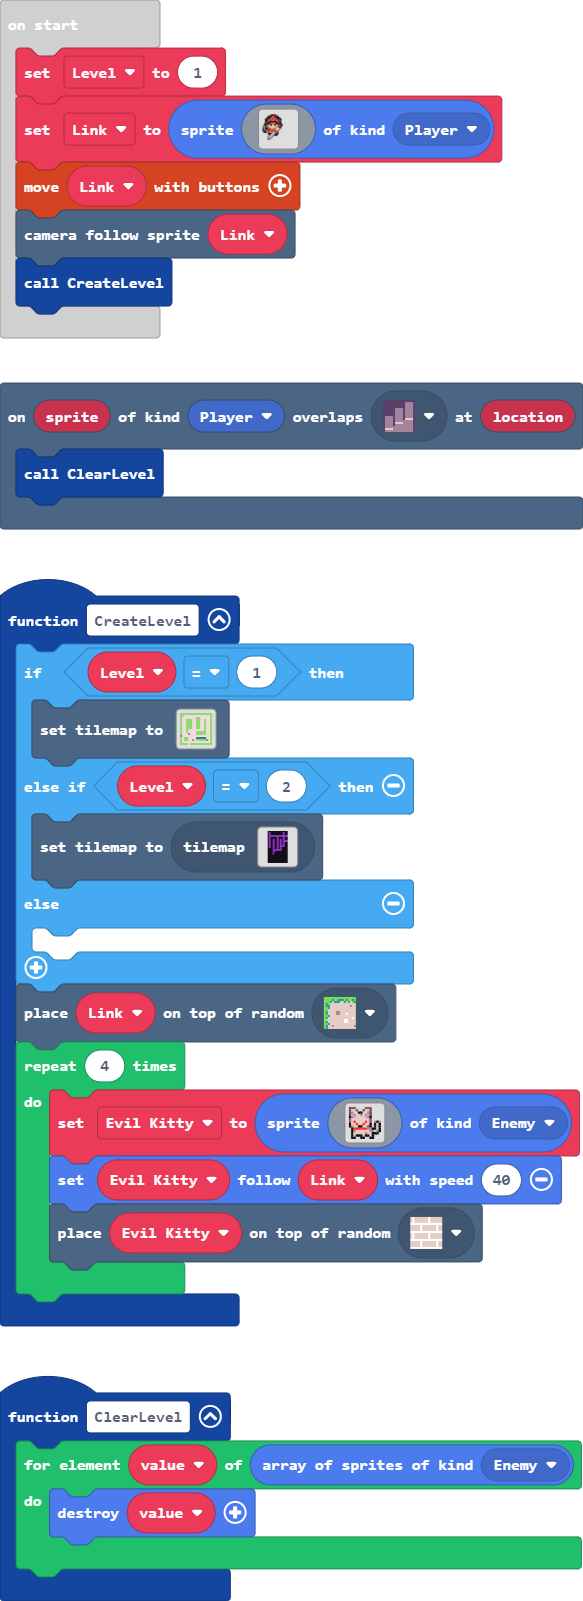 on start
set Level to 1
set Link to sprite of kind Player
move Link with buttons
camera follow sprite Link
call CreateLevel
on sprite of kind Player overlaps at location
call ClearLevel
function CreateLevel
if Level = 1 then
set tilemap to
else if Level = 2 then
set tilemap to tilemap
else
place Link on top of random
repeat 4 times
do
set Evil Kitty to sprite of kind Enemy
set Evil Kitty follow Link with speed 40
place Evil Kitty on top of random
function ClearLevel
for element value of array of sprites of kind Enemy
do
destroy value